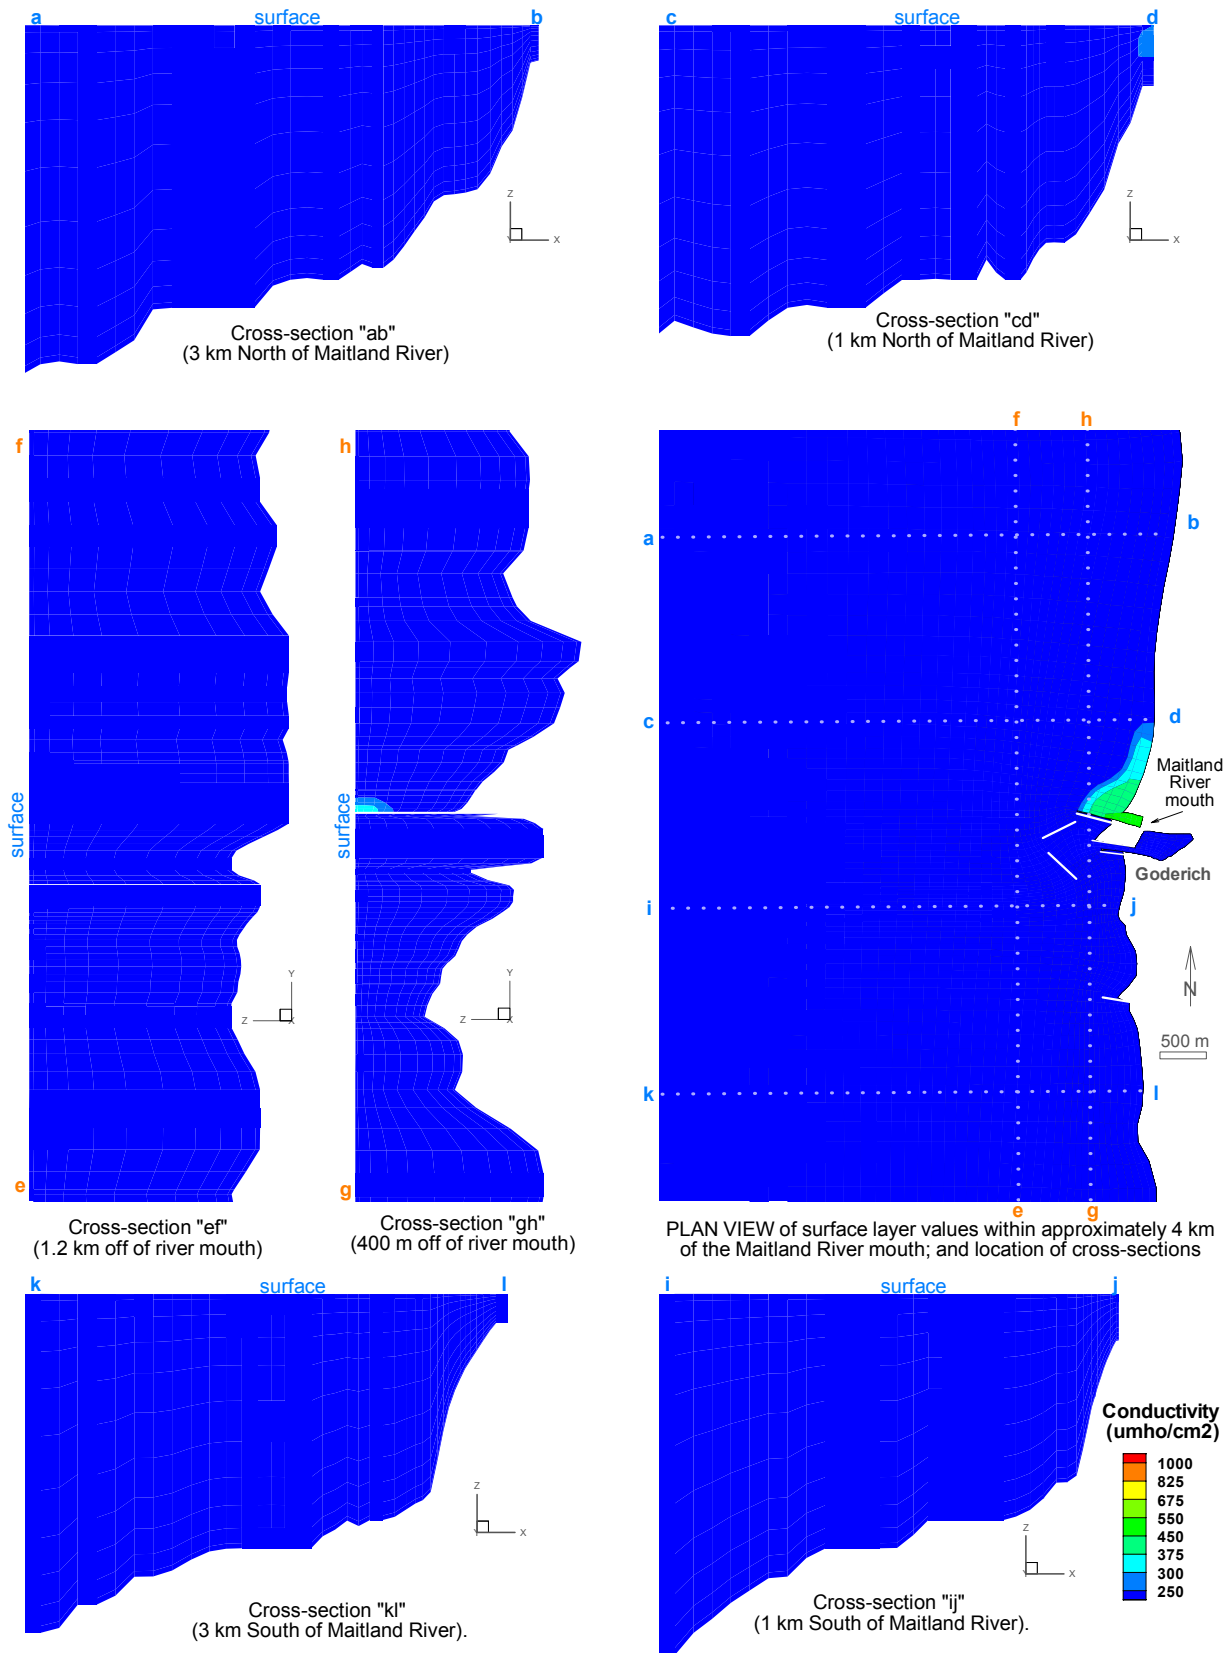 a surface b
c surface d
Z
X
Y
Z
X
Y
Cross-section "ab"
(3 km North of Maitland River)
Cross-section "cd"
(1 km North of Maitland River)
f
h
f h
a
b
c
d
Maitland
River
mouth
surface
surface
Goderich
i
j
Y
Z X
Y
Z X
N
500 m
k
l
e
g
e g
Cross-section "ef"
(1.2 km off of river mouth)
Cross-section "gh"
(400 m off of river mouth)
PLAN VIEW of surface layer values within approximately 4 km
of the Maitland River mouth; and location of cross-sections
k surface l
i surface j
Conductivity
(umho/cm2)
1000
825
675
550
450
375
300
250
Z
Y X
Z
Y X
Cross-section "kl"
(3 km South of Maitland River).
Cross-section "ij"
(1 km South of Maitland River).